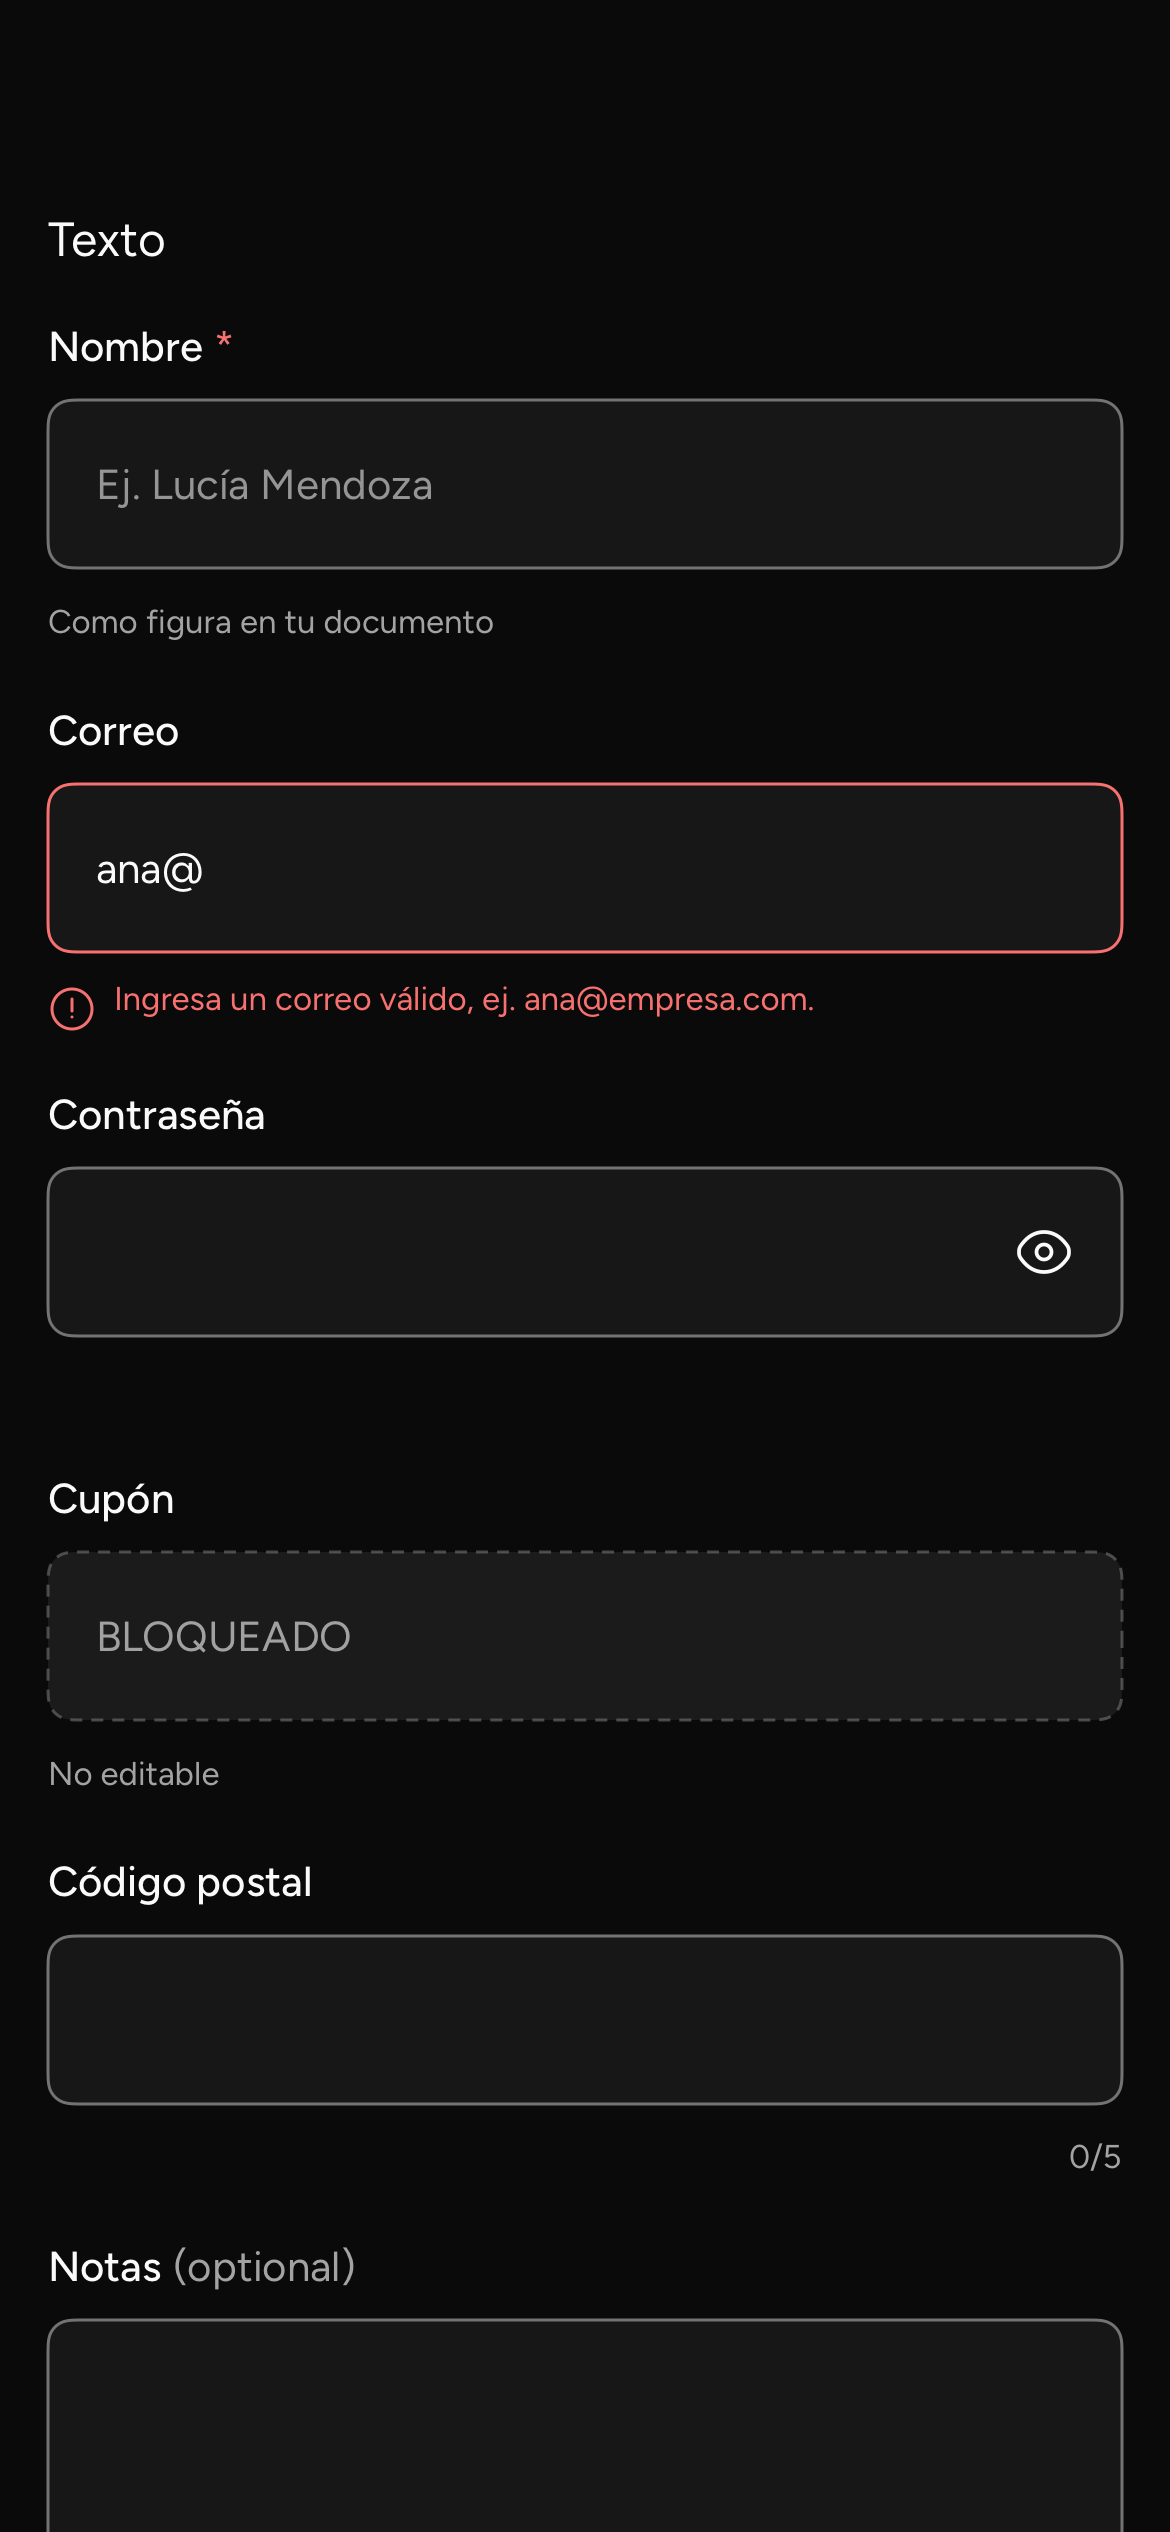 Texto
Nombre *
Ej. Lucía Mendoza
Como figura en tu documento
Correo
ana@
Ingresa un correo válido, ej. ana@empresa.com.
Contraseña
Cupón
BLOQUEADO
No editable
Código postal
0/5
Notas (optional)